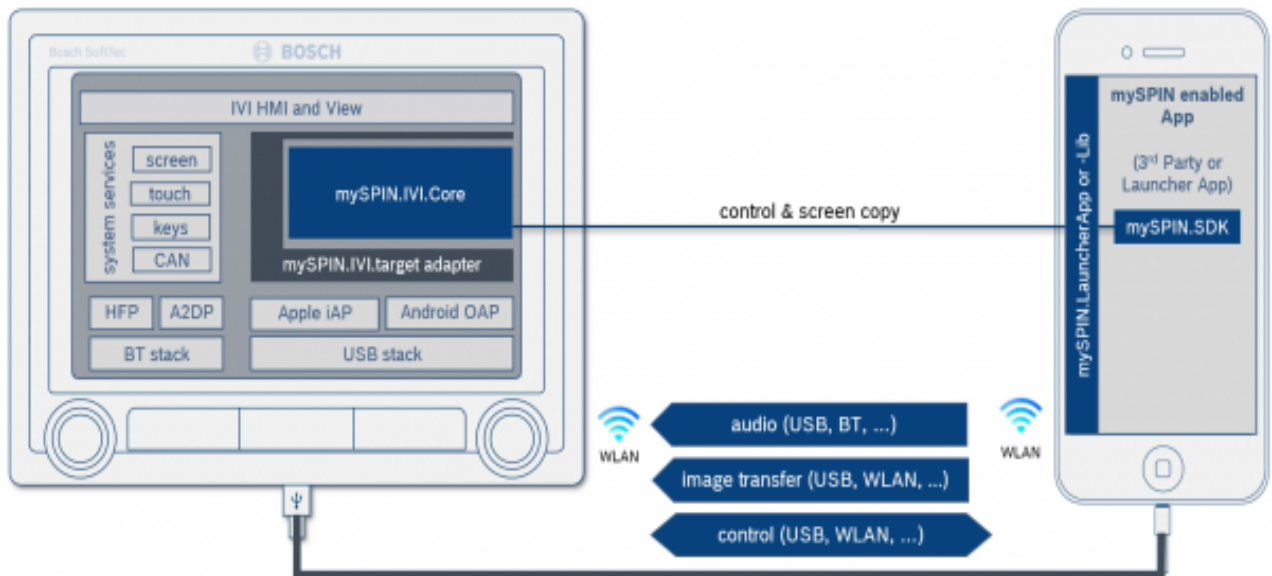 Bosch SoftTec
BOSCH
IVI HMI and View
system services
screen
touch
keys
CAN
mySPIN.IVI.Core
mySPIN.IVI.target adapter
HFP
A2DP
Apple iAP
Android OAP
BT stack
USB stack
control & screen copy
mySPIN.LauncherApp or -Lib
mySPIN enabled
App
(3rd Party or
Launcher App)
mySPIN.SDK
WLAN
audio (USB, BT, ...)
image transfer (USB, WLAN, ...)
control (USB, WLAN, ...)
WLAN